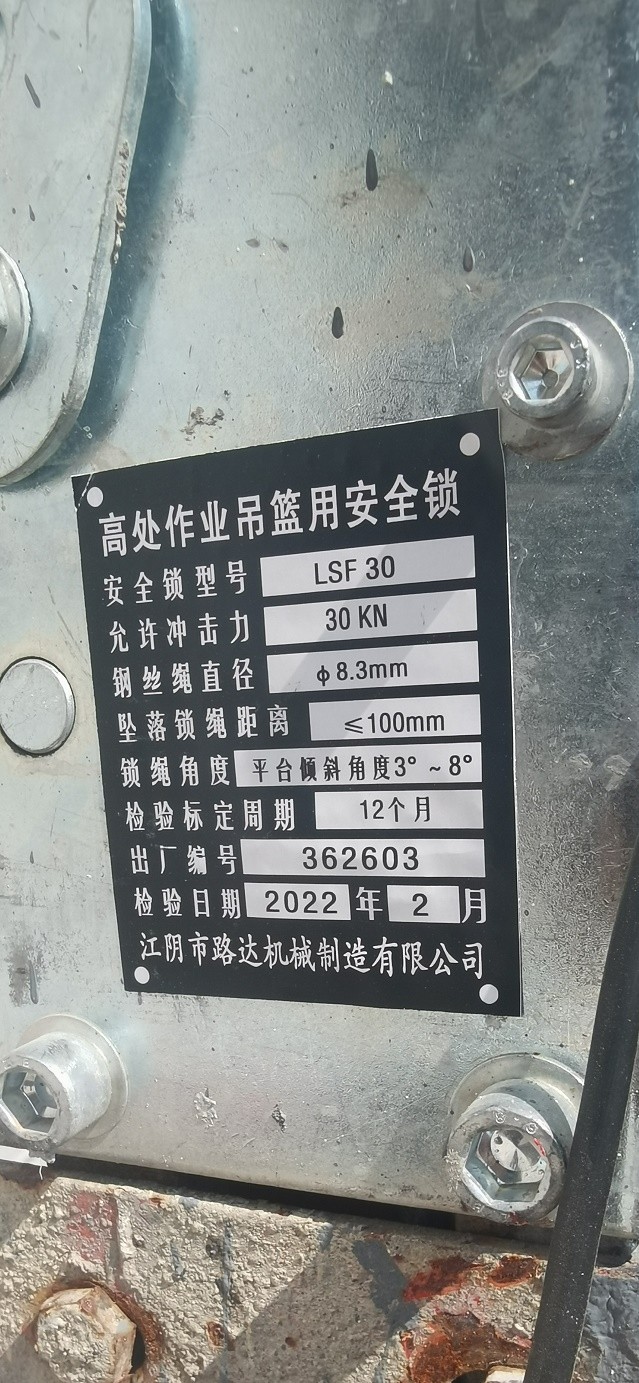 高处作业吊篮用安全锁
安全锁型号 LSF 30
允许冲击力 30 KN
钢丝绳直径 ф8.3mm
坠落锁绳距离 ≤100mm
锁绳角度 平台倾斜角度3°~8°
检验标定周期 12个月
出厂编号 362603
检验日期 2022 年 2 月
江阴市路达机械制造有限公司